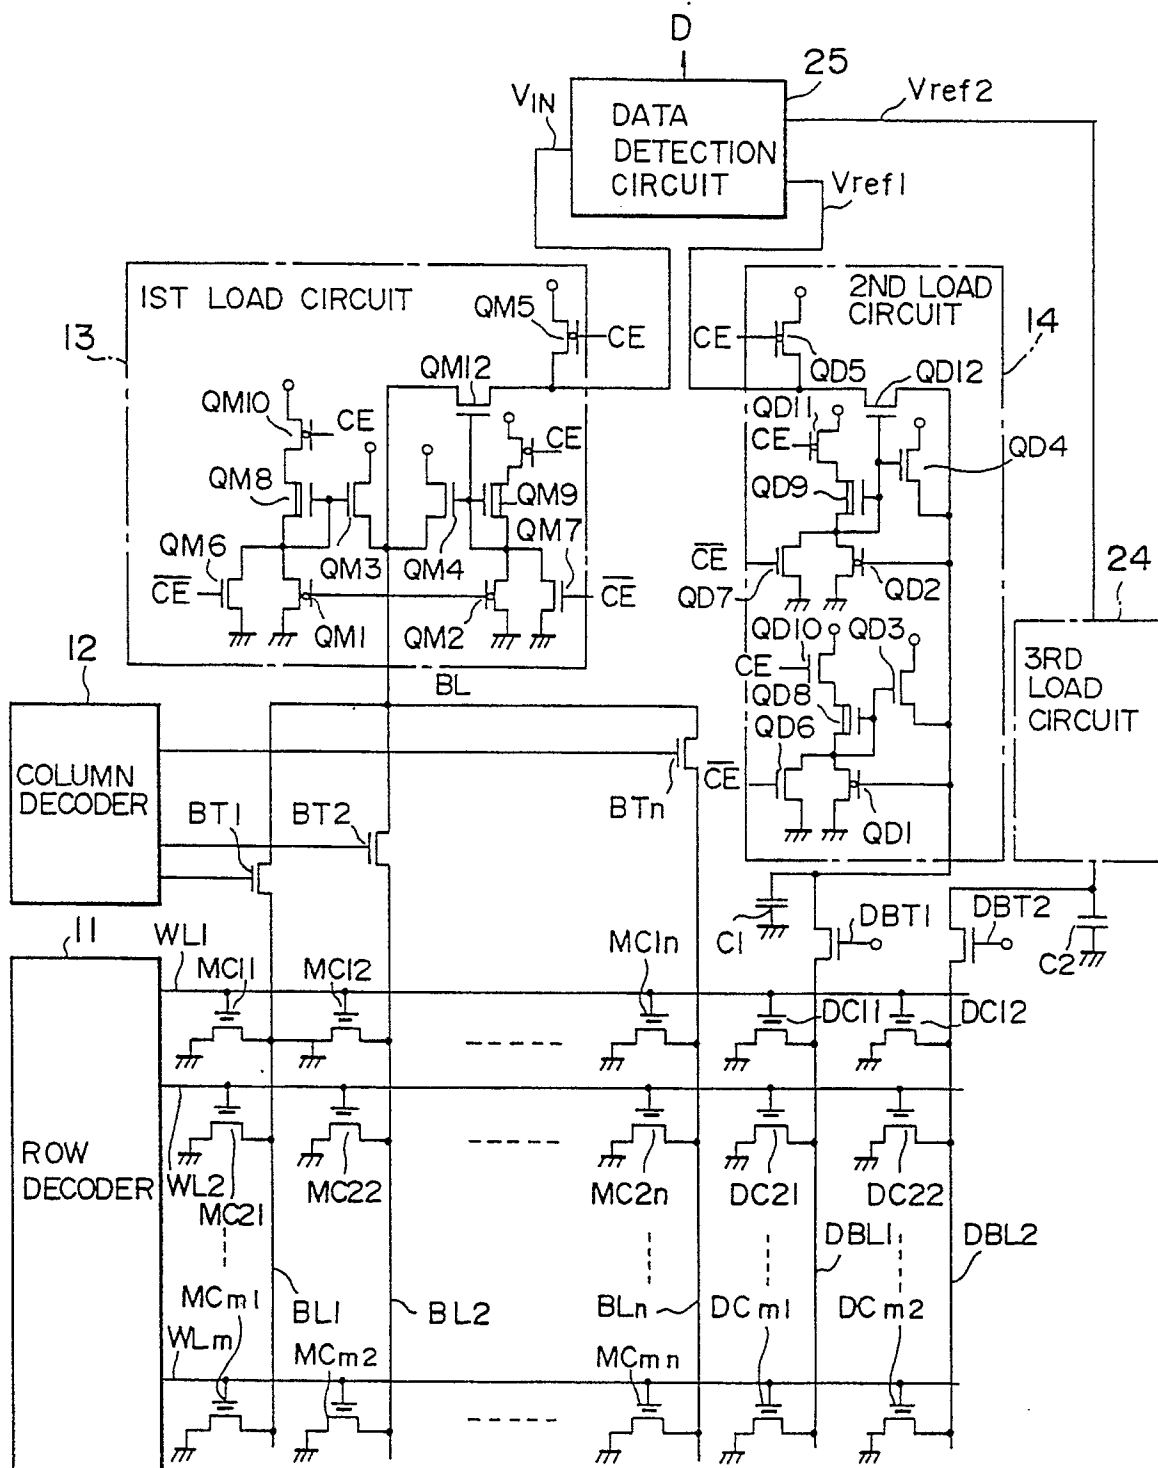 D
25
VIN
Vref2
DATA
DETECTION
CIRCUIT
Vref1
1ST LOAD CIRCUIT
2ND LOAD
CIRCUIT
QM5
13
CE
CE
14
QM12
QD5
QD12
QM10
CE
QD11
CE
CE
QD4
QM8
QM9
QD9
QM6
QM3
QM4
QM7
CE
CE
CE
QM1
QM2
QD7
QD2
24
QD10
QD3
12
CE
BL
QD8
3RD
LOAD
CIRCUIT
QD6
COLUMN
DECODER
CE
BT1
BT2
BTn
QD1
11
WL1
C1
DBT1
DBT2
C2
MC11
MC12
MC1n
DC11
DC12
ROW
DECODER
WL2
MC21
MC22
MC2n
DC21
DC22
DBL1
DBL2
MCm1
BL1
BL2
BLn
DCm1
DCm2
WLm
MCm2
MCmn